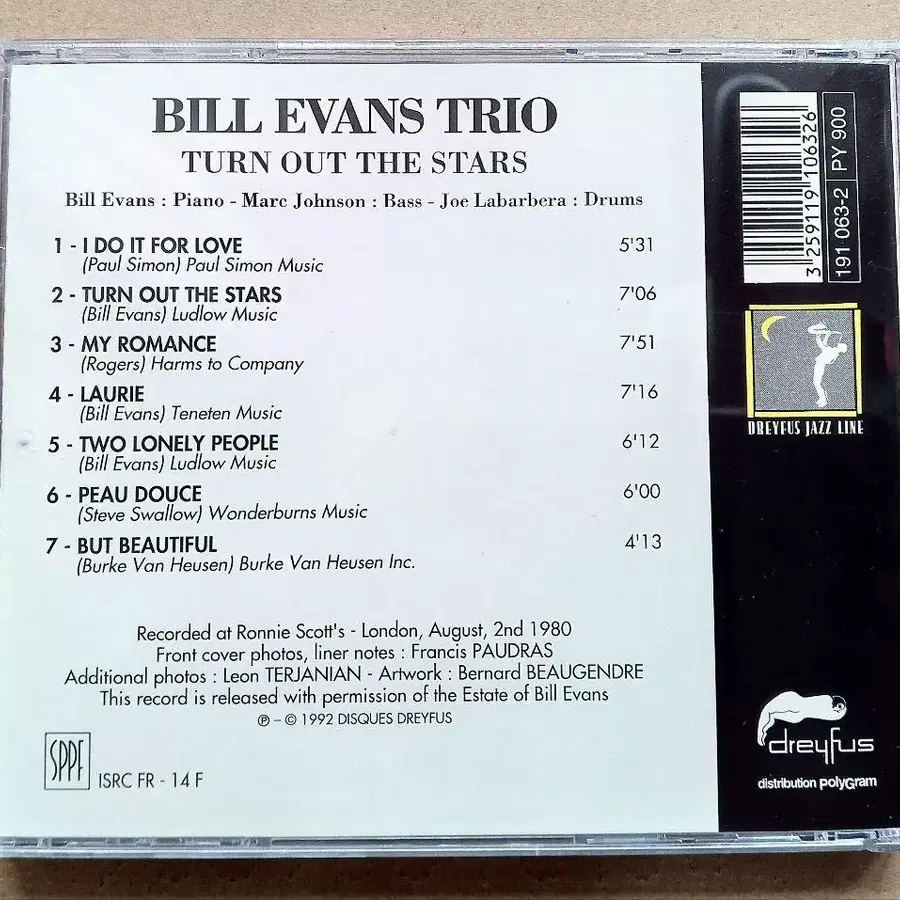 BILL EVANS TRIO
TURN OUT THE STARS
Bill Evans : Piano - Marc Johnson : Bass - Joe Labarbera : Drums
1 - I DO IT FOR LOVE 5'31
(Paul Simon) Paul Simon Music
2 - TURN OUT THE STARS 7'06
(Bill Evans) Ludlow Music
3 - MY ROMANCE 7'51
(Rogers) Harms to Company
4 - LAURIE 7'16
(Bill Evans) Teneten Music
5 - TWO LONELY PEOPLE 6'12
(Bill Evans) Ludlow Music
6 - PEAU DOUCE 6'00
(Steve Swallow) Wonderburns Music
7 - BUT BEAUTIFUL 4'13
(Burke Van Heusen) Burke Van Heusen Inc.
Recorded at Ronnie Scott's - London, August, 2nd 1980
Front cover photos, liner notes : Francis PAUDRAS
Additional photos : Leon TERJANIAN - Artwork : Bernard BEAUGENDRE
This record is released with permission of the Estate of Bill Evans
℗ - © 1992 DISQUES DREYFUS
SPPF
ISRC FR - 14 F
3 259119 106326
191 063-2 PY 900
DREYFUS JAZZ LINE
dreyfus
distribution polyGram